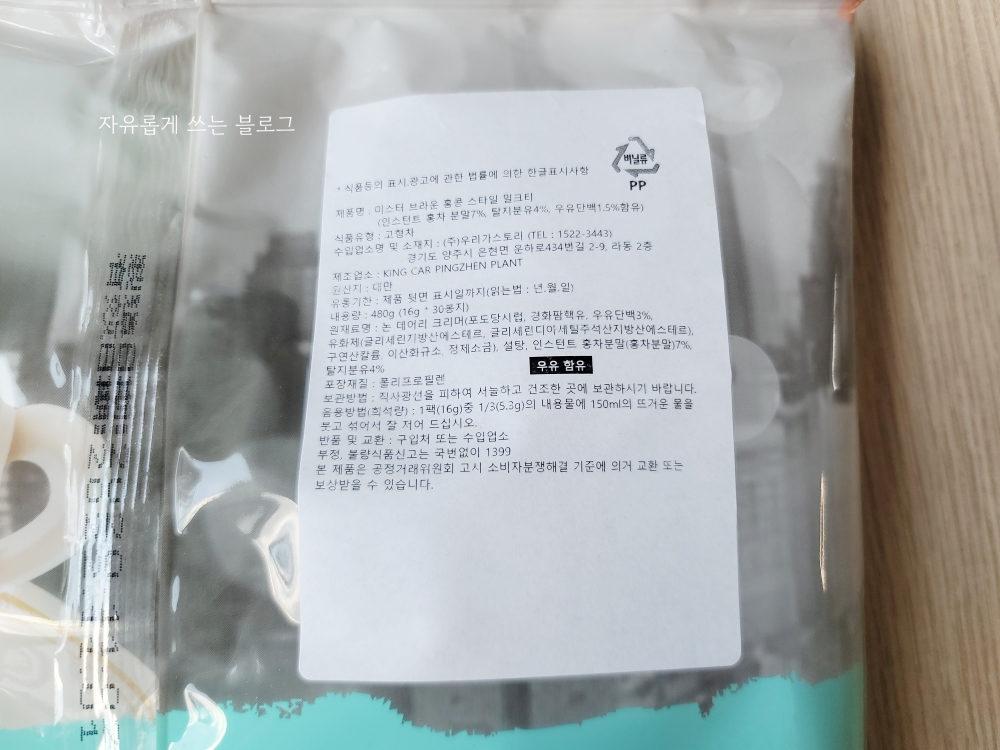 자유롭게 쓰는 블로그
비닐류
PP
* 식품등의 표시,광고에 관한 법률에 의한 한글표시사항
제품명 : 미스터 브라운 홍콘 스타일 밀크티
(인스턴트 홍차 분말7%, 탈지분유4%, 우유단백1.5%함유)
식품유형 : 고형차
수입업소명 및 소재지 : (주)우리가스토리 (TEL : 1522-3443)
경기도 양주시 은현면 운하로434번길 2-9, 라동 2층
제조업소 : KiNG CAR PINGZHEN PLANT
원산지 : 대만
유통기한 : 제품 뒷면 표시일까지(읽는법 : 년.월.일)
내용량 : 480g (16g * 30봉지)
원재료명 : 논 데어리 크리머(포도당시럽, 경화팜핵유, 우유단백3%,
유화제(글리세린지방산에스테르, 글리세린디아세틸주석산지방산에스테르),
구연산칼륨, 이산화규소, 정제소금), 설탕, 인스턴트 홍차분말(홍차분말)7%,
탈지분유4%
우유 함유
포장재질 : 폴리프로필렌
보관방법 : 직사광선을 피하여 서늘하고 건조한 곳에 보관하시기 바랍니다.
음용방법(희석량) : 1팩(16g)중 1/3(5.3g)의 내용물에 150ml의 뜨거운 물을
붓고 섞어서 잘 저어 드십시오.
반품 및 교환 : 구입처 또는 수입업소
부정, 불량식품신고는 국번없이 1399
본 제품은 공정거래위원회 고시 소비자분쟁해결 기준에 의거 교환 또는
보상받을 수 있습니다.